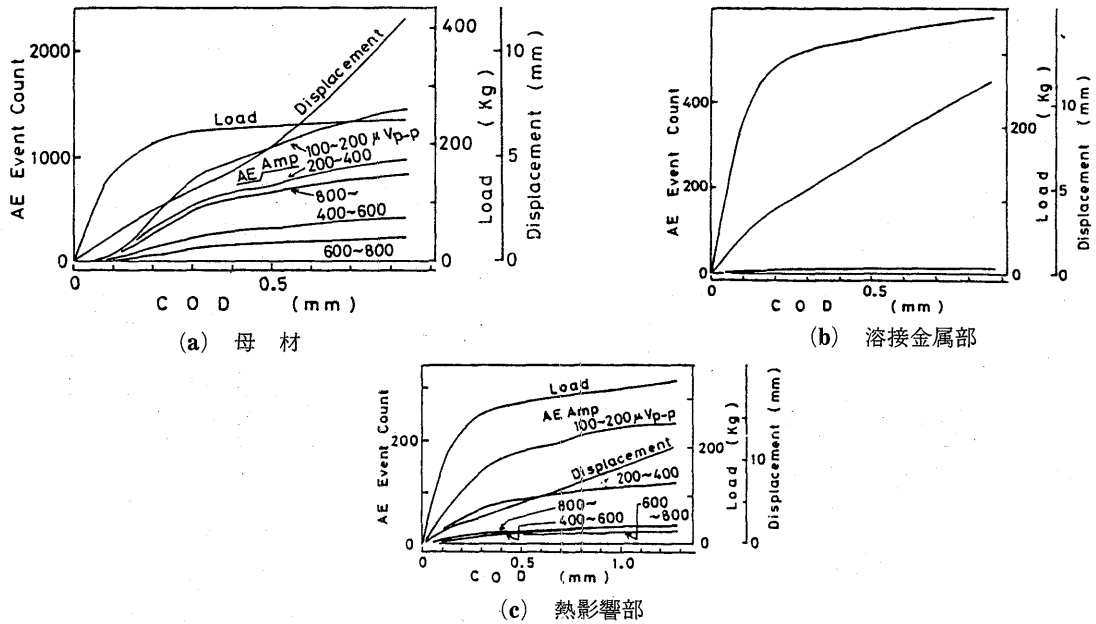 AE Event Count
2000
1000
0
0
0.5
C O D (mm)
400
200
0
Load (Kg)
10
5
0
Displacement (mm)
Load
Displacement
AE Amp
100~200 μVp-p
200~400
800~
400~600
600~800
(a) 母 材
AE Event Count
400
200
0
0
0.5
C O D (mm)
200
0
Load (Kg)
10
5
0
Displacement (mm)
(b) 溶接金属部
AE Event Count
200
0
0
0.5
1.0
C O D (mm)
200
100
0
Load (Kg)
10
0
Displacement (mm)
Load
AE Amp
100~200 μVp-p
Displacement
200~400
800~
400~600
600
~800
(c) 熱影響部